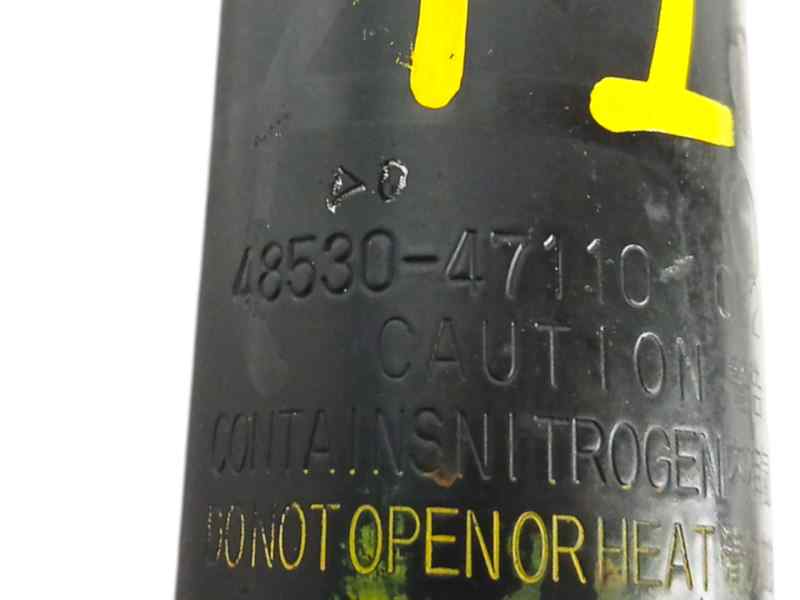 48530-47110
CAUTION
CONTAINS NITROGEN
DO NOT OPEN OR HEAT